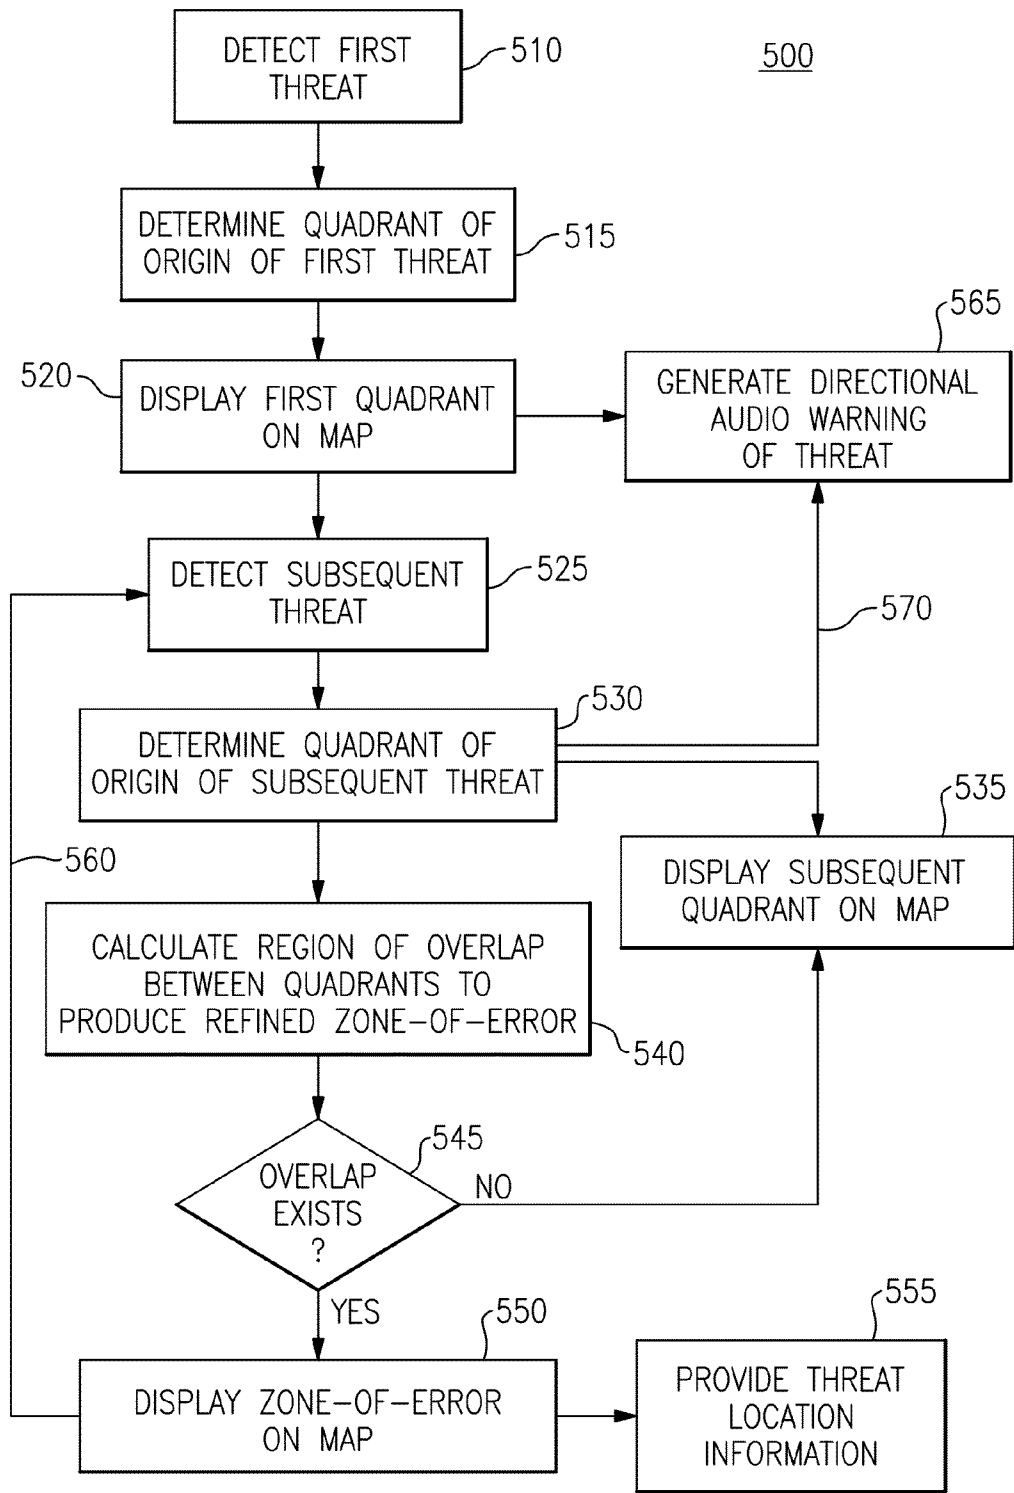 DETECT FIRST
THREAT
510
500
DETERMINE QUADRANT OF
ORIGIN OF FIRST THREAT
515
520
DISPLAY FIRST QUADRANT
ON MAP
565
GENERATE DIRECTIONAL
AUDIO WARNING
OF THREAT
DETECT SUBSEQUENT
THREAT
525
570
530
DETERMINE QUADRANT OF
ORIGIN OF SUBSEQUENT THREAT
535
DISPLAY SUBSEQUENT
QUADRANT ON MAP
560
CALCULATE REGION OF OVERLAP
BETWEEN QUADRANTS TO
PRODUCE REFINED ZONE-OF-ERROR
540
545
OVERLAP
EXISTS
?
NO
YES
550
DISPLAY ZONE-OF-ERROR
ON MAP
555
PROVIDE THREAT
LOCATION
INFORMATION